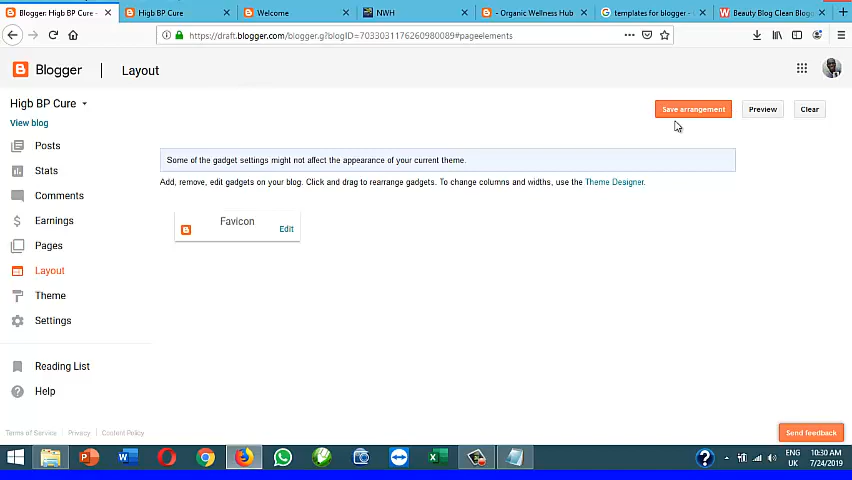 Blogger: Higb BP Cure -
Higb BP Cure
Welcome
NWH
- Organic Wellness Hub
templates for blogger -
Beauty Blog Clean Blogg
https://draft.blogger.com/blogger.g?blogID=7033031176260980089#pageelements
Blogger
Layout
Higb BP Cure
Save arrangement
Preview
Clear
View blog
Posts
Some of the gadget settings might not affect the appearance of your current theme.
Stats
Add, remove, edit gadgets on your blog. Click and drag to rearrange gadgets. To change columns and widths, use the Theme Designer.
Comments
Earnings
Favicon
Edit
Pages
Layout
Theme
Settings
Reading List
Help
Terms of Service
Privacy
Content Policy
Send feedback
ENG
UK
10:30 AM
7/24/2019